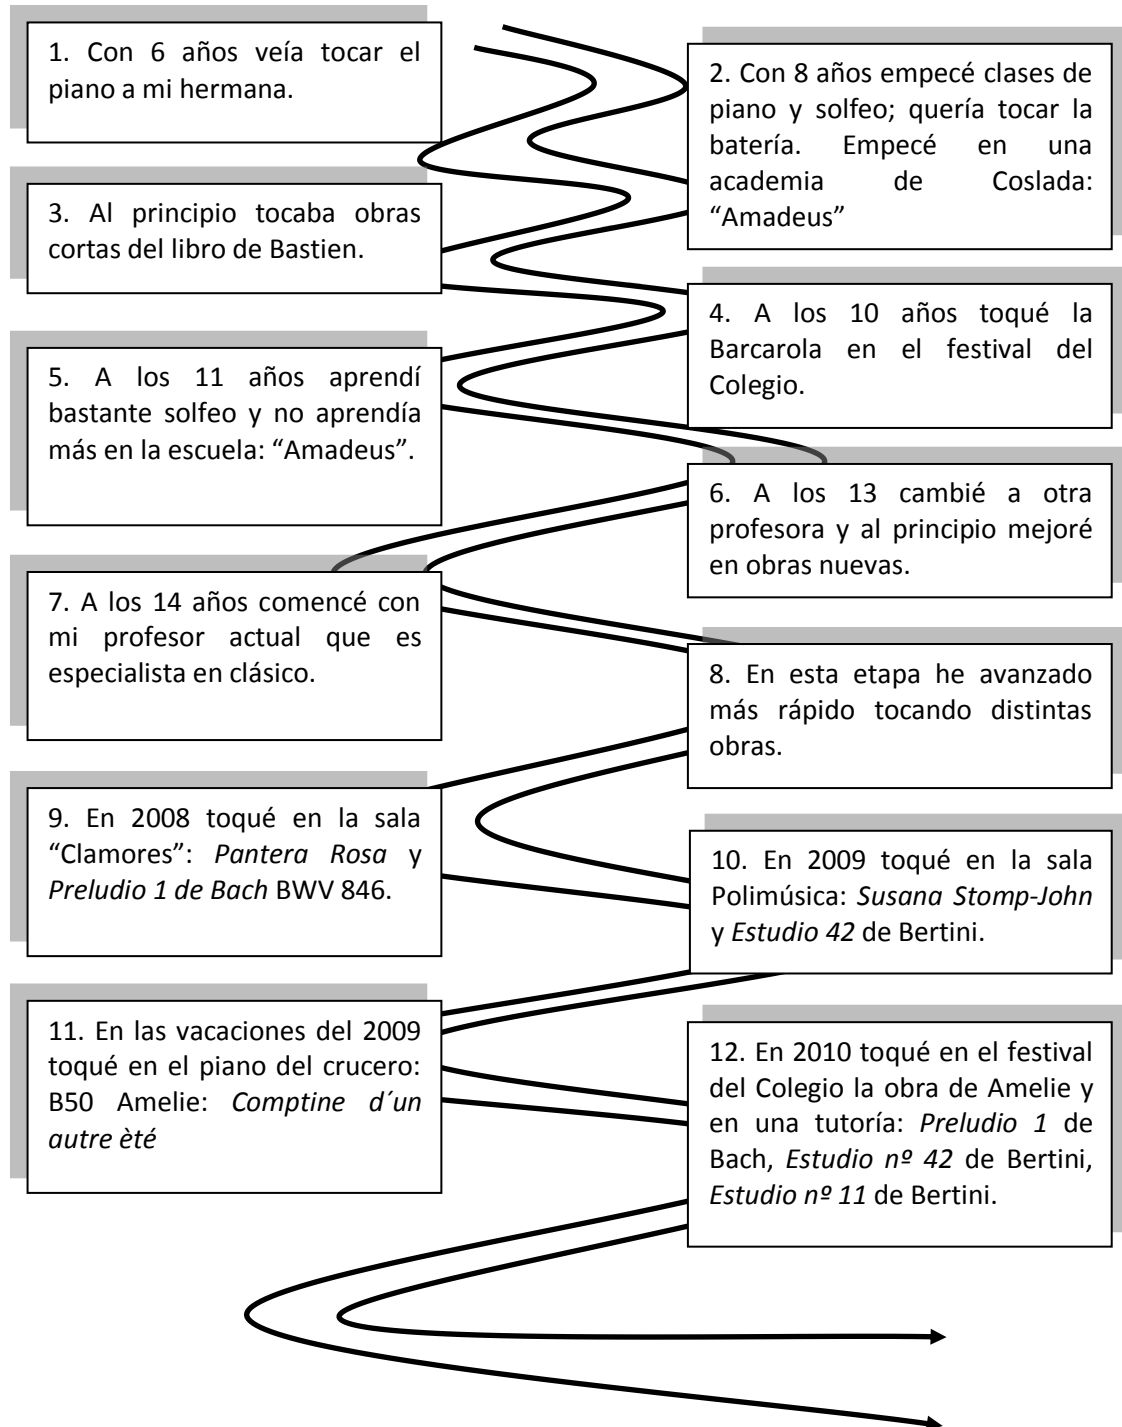 1. Con 6 años veía tocar el
piano a mi hermana.
2. Con 8 años empecé clases de
piano y solfeo; quería tocar la
batería. Empecé en una
academia de Coslada:
“Amadeus”
3. Al principio tocaba obras
cortas del libro de Bastien.
4. A los 10 años toqué la
Barcarola en el festival del
Colegio.
5. A los 11 años aprendí
bastante solfeo y no aprendía
más en la escuela: “Amadeus”.
6. A los 13 cambié a otra
profesora y al principio mejoré
en obras nuevas.
7. A los 14 años comencé con
mi profesor actual que es
especialista en clásico.
8. En esta etapa he avanzado
más rápido tocando distintas
obras.
9. En 2008 toqué en la sala
“Clamores”: Pantera Rosa y
Preludio 1 de Bach BWV 846.
10. En 2009 toqué en la sala
Polimúsica: Susana Stomp-John
y Estudio 42 de Bertini.
11. En las vacaciones del 2009
toqué en el piano del crucero:
B50 Amelie: Comptine d´un
autre èté
12. En 2010 toqué en el festival
del Colegio la obra de Amelie y
en una tutoría: Preludio 1 de
Bach, Estudio nº 42 de Bertini,
Estudio nº 11 de Bertini.